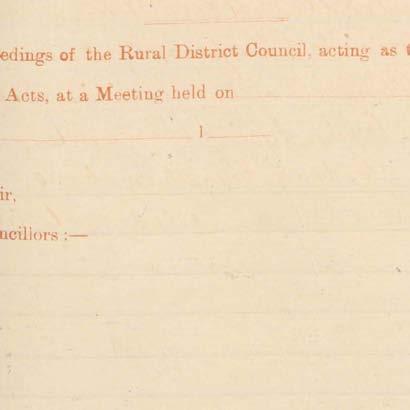 edings of the Rural District Council, acting as t
Acts, at a Meeting held on
1
ir,
ncillors :—